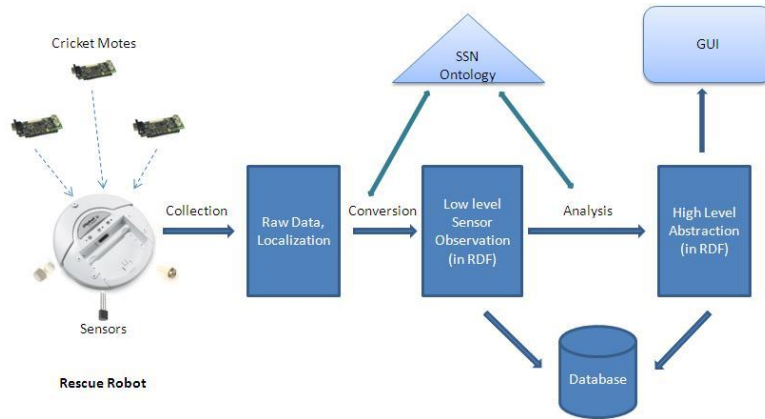 Cricket Motes
SSN
Ontology
GUI
Collection
Raw Data,
Localization
Conversion
Low level
Sensor
Observation
(in RDF)
Analysis
High Level
Abstraction
(in RDF)
Sensors
Database
Rescue Robot